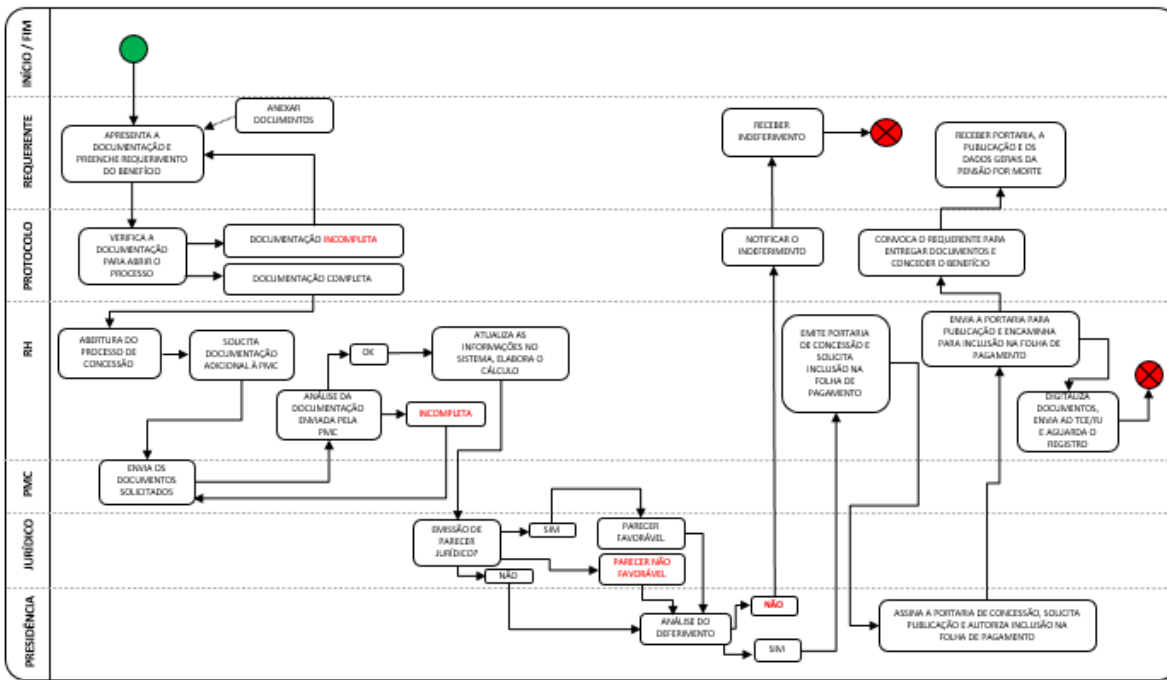 INÍCIO / FIM
REQUERENTE
ANEXAR
DOCUMENTOS
APRESENTA A
DOCUMENTAÇÃO E
PREENCHE REQUERIMENTO
DO BENEFÍCIO
RECEBER
INDEFERIMENTO
RECEBER PORTARIA, A
PUBLICAÇÃO E OS
DADOS GERAIS DA
PENSÃO POR MORTE
PROTOCOLO
VERIFICA A
DOCUMENTAÇÃO
PARA ABRIR O
PROCESSO
DOCUMENTAÇÃO INCOMPLETA
DOCUMENTAÇÃO COMPLETA
NOTIFICAR O
INDEFERIMENTO
CONVOCA O REQUERENTE PARA
ENTREGAR DOCUMENTOS E
CONCEDER O BENEFÍCIO
RH
ABERTURA DO
PROCESSO DE
CONCESSÃO
SOLICITA
DOCUMENTAÇÃO
ADICIONAL À PMC
OK
ATUALIZA AS
INFORMAÇÕES NO
SISTEMA, ELABORA O
CÁLCULO
ANÁLISE DA
DOCUMENTAÇÃO
ENVIADA PELA
PMC
INCOMPLETA
EMITE PORTARIA
DE CONCESSÃO E
SOLICITA
INCLUSÃO NA
FOLHA DE
PAGAMENTO
ENVIA A PORTARIA PARA
PUBLICAÇÃO E ENCAMINHA
PARA INCLUSÃO NA FOLHA DE
PAGAMENTO
DIGITALIZA
DOCUMENTOS,
ENVIA AO TCE/RJ
E AGUARDA O
REGISTRO
PMC
ENVIA OS
DOCUMENTOS
SOLICITADOS
JURÍDICO
EMISSÃO DE
PARECER
JURÍDICO?
SIM
NÃO
PARECER
FAVORÁVEL
PARECER NÃO
FAVORÁVEL
PRESIDÊNCIA
ANÁLISE DO
DEFERIMENTO
NÃO
SIM
ASSINA A PORTARIA DE CONCESSÃO, SOLICITA
PUBLICAÇÃO E AUTORIZA INCLUSÃO NA
FOLHA DE PAGAMENTO